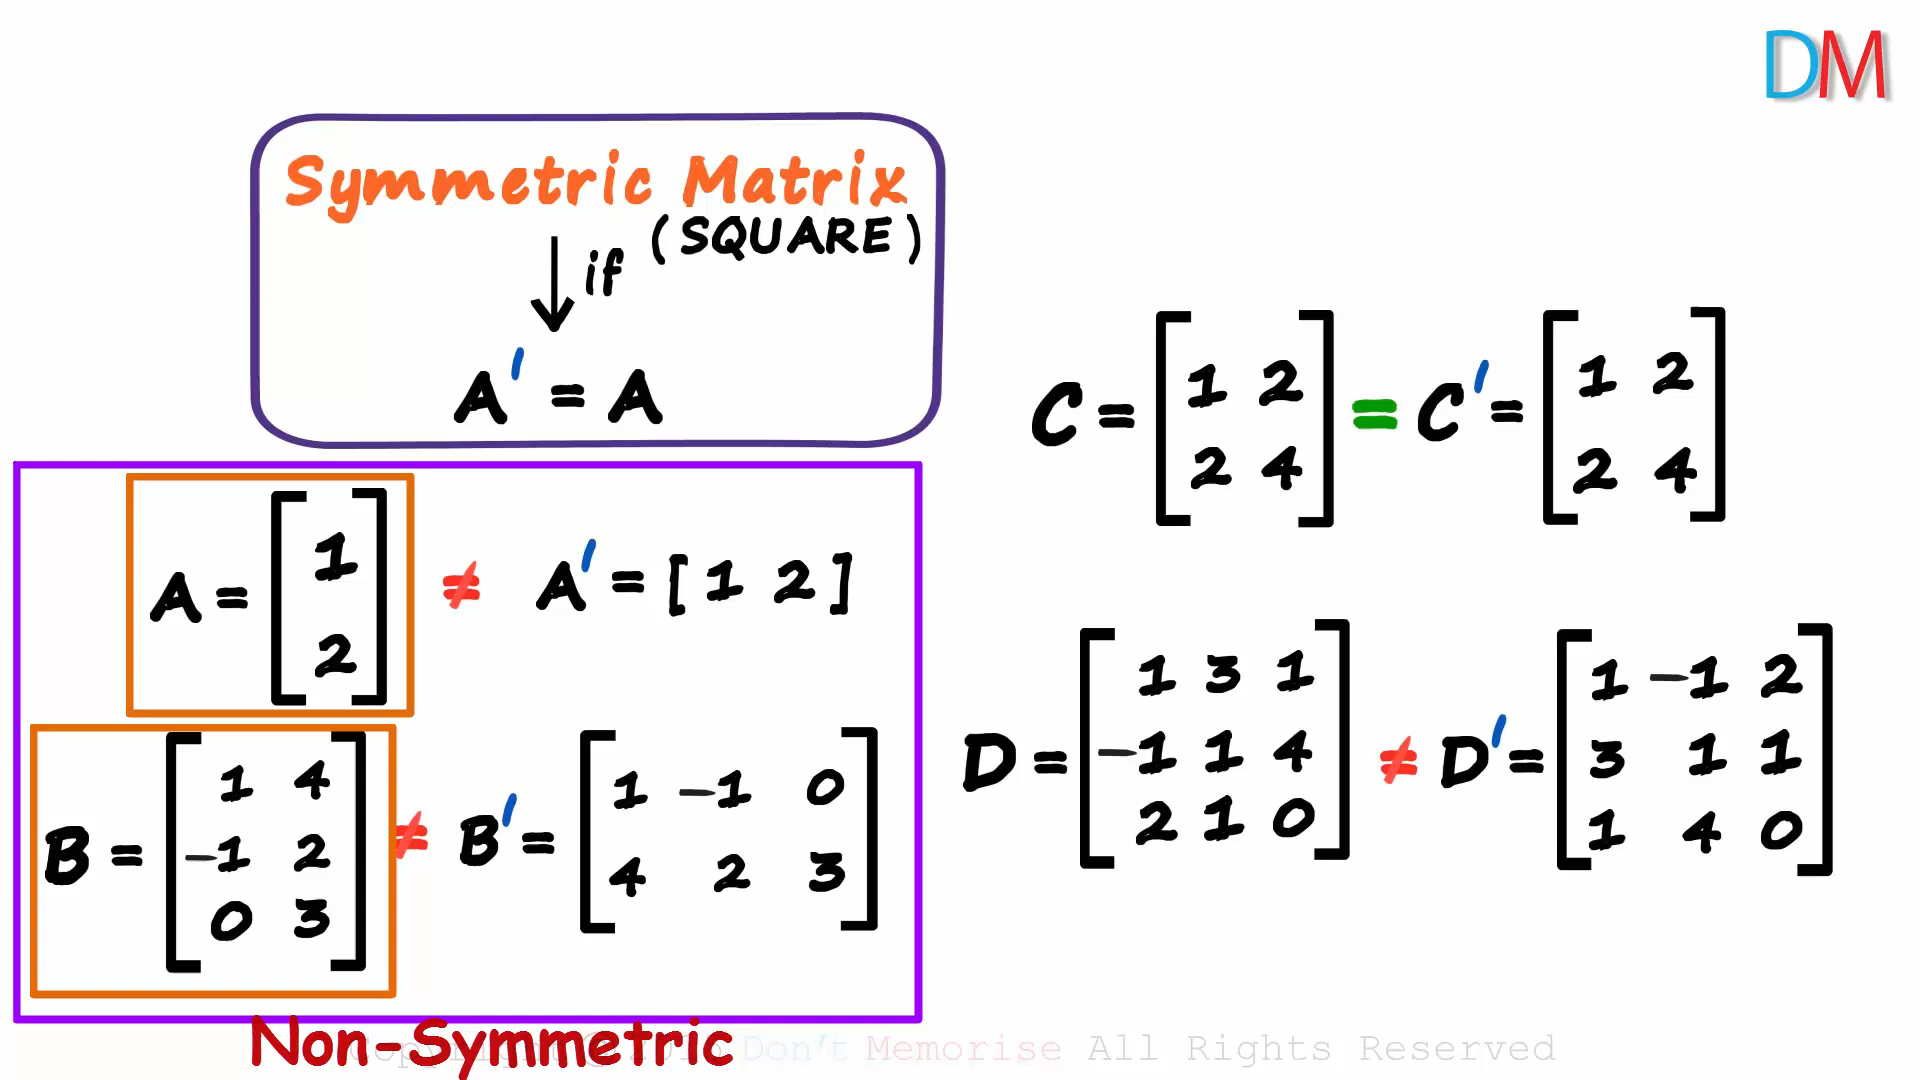 DM
Symmetric Matrix
(SQUARE)
if
A' = A
A = [ 1
2 ] ≠ A' = [ 1 2 ]
B = [ 1 4
-1 2
0 3 ] ≠ B' = [ 1 -1 0
4 2 3 ]
Non-Symmetric
C = [ 1 2
2 4 ] = C' = [ 1 2
2 4 ]
D = [ 1 3 1
-1 1 4
2 1 0 ] ≠ D' = [ 1 -1 2
3 1 1
1 4 0 ]
Don't Memorise All Rights Reserved